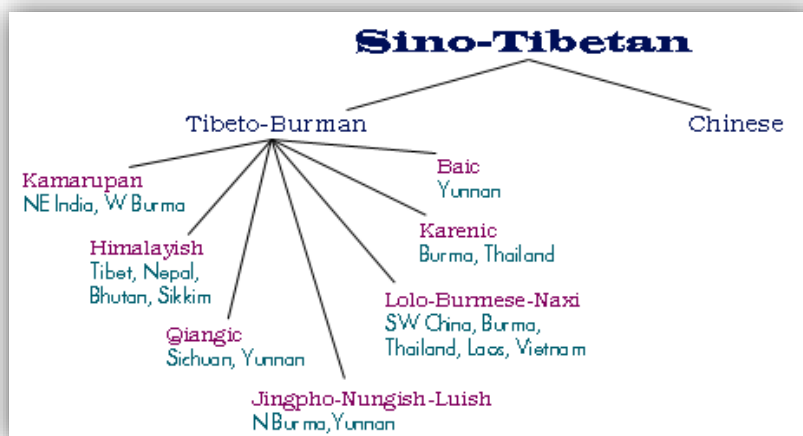 Sino-Tibetan
Tibeto-Burman
Chinese
Kamarupan
NE India, W Burma
Himalayish
Tibet, Nepal,
Bhutan, Sikkim
Qiangic
Sichuan, Yunnan
Jingpho-Nungish-Luish
N Burma, Yunnan
Lolo-Burmese-Naxi
SW China, Burma,
Thailand, Laos, Vietnam
Karenic
Burma, Thailand
Baic
Yunnan